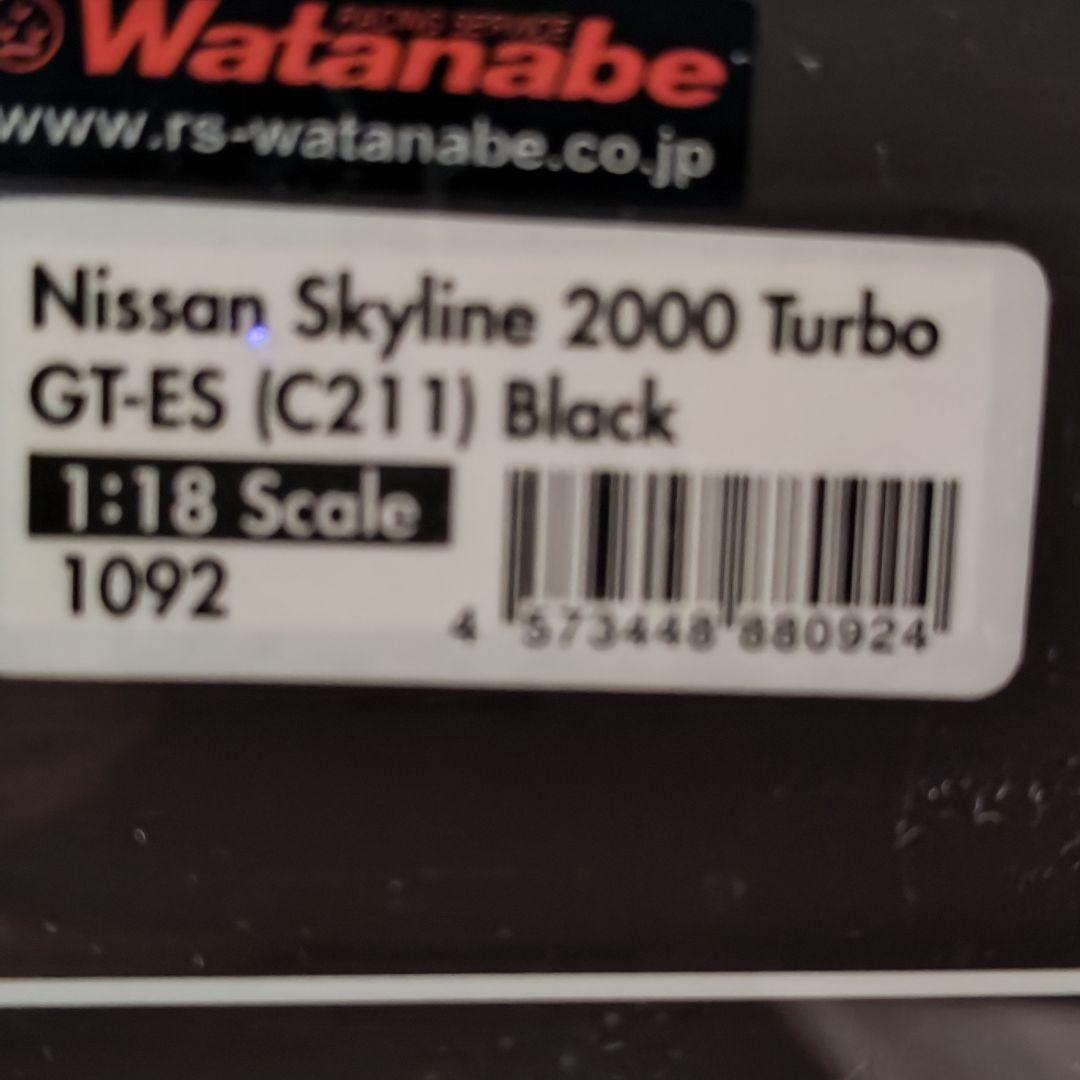 RACING SERVICE
Watanabe
www.rs-watanabe.co.jp
Nissan Skyline 2000 Turbo
GT-ES (C211) Black
1:18 Scale
1092
4 573448 880924